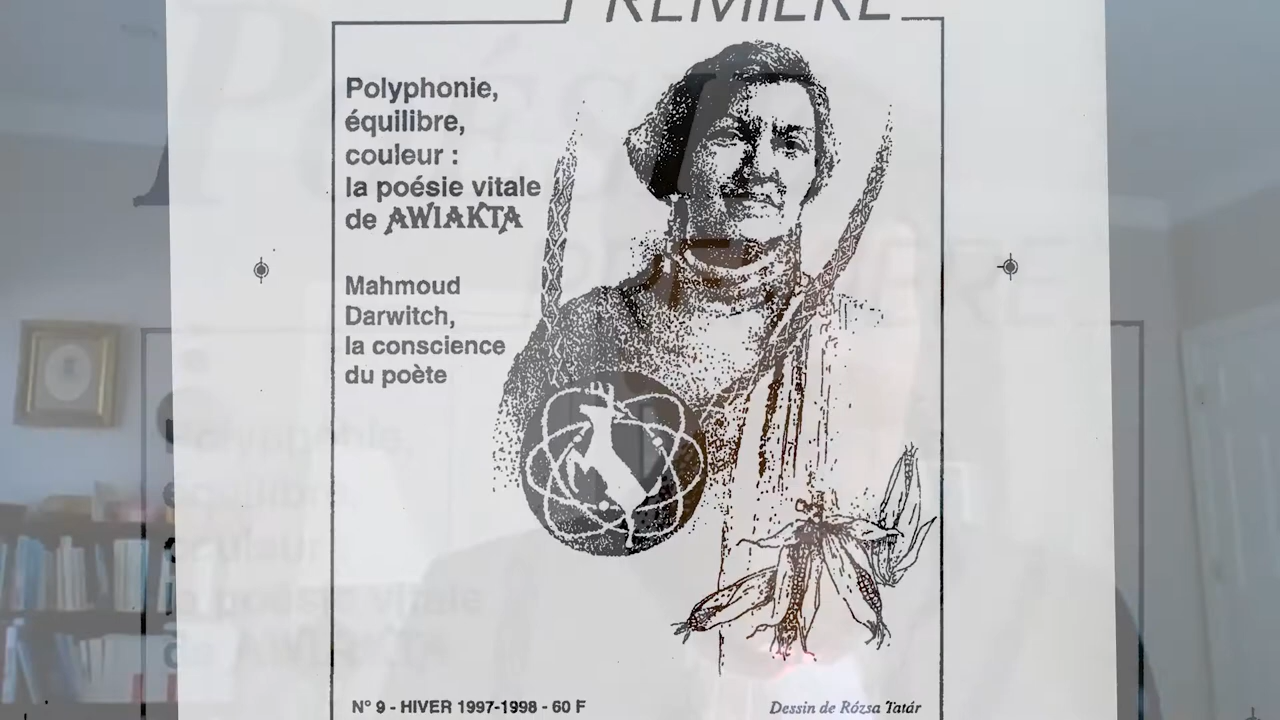 PREMIÈRE
Polyphonie,
équilibre,
couleur :
la poésie vitale
de AWIAKTA
Mahmoud
Darwitch,
la conscience
du poète
N° 9 - HIVER 1997-1998 - 60 F
Dessin de Rózsa Tatár